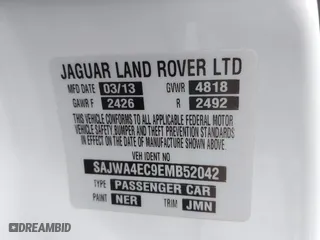 JAGUAR LAND ROVER LTD
MFD DATE 03/13 GVWR 4818
GAWR F 2426 R 2492
THIS VEHICLE CONFORMS TO ALL APPLICABLE FEDERAL MOTOR
VEHICLE SAFETY, BUMPER AND THEFT PREVENTION STANDARDS
IN EFFECT ON THE DATE OF MANUFACTURE SHOWN ABOVE.
VEH IDENT NO
SAJWA4EC9EMB52042
TYPE PASSENGER CAR
PAINT NER TRIM JMN
DREAMBID